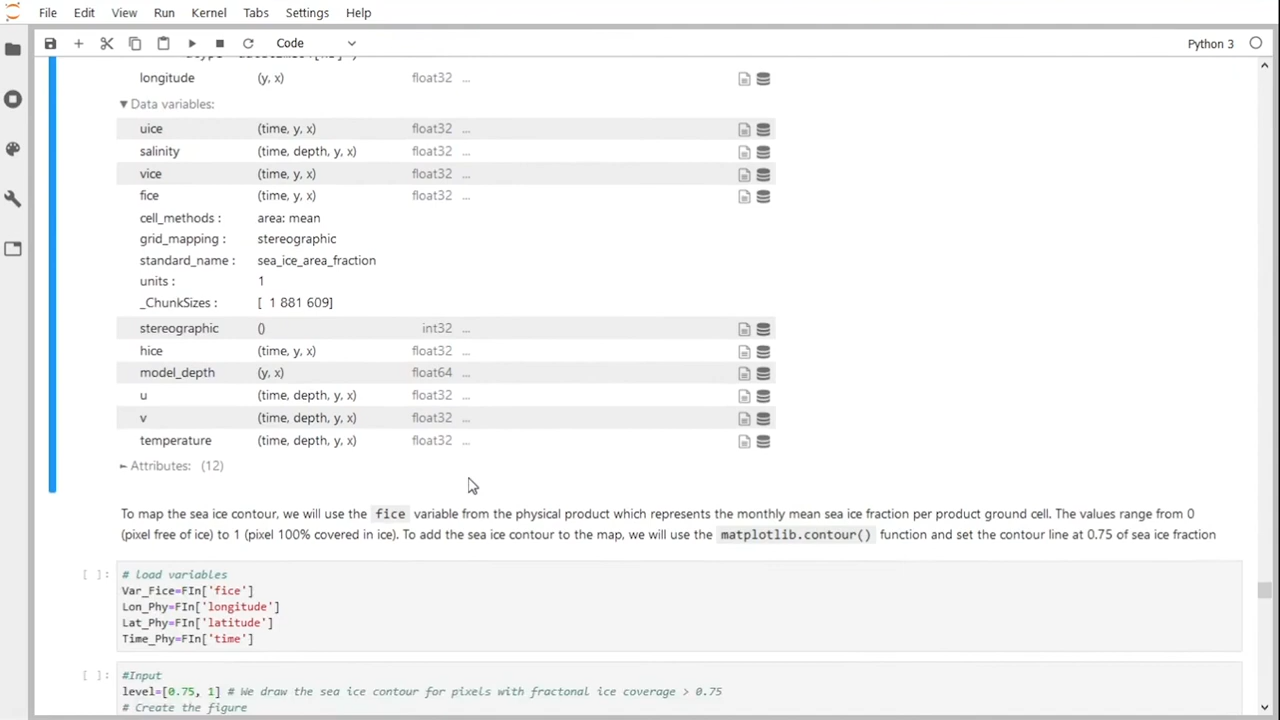 File Edit View Run Kernel Tabs Settings Help
Code Python 3
longitude (y, x) float32 ...
Data variables:
uice (time, y, x) float32 ...
salinity (time, depth, y, x) float32 ...
vice (time, y, x) float32 ...
fice (time, y, x) float32 ...
cell_methods : area: mean
grid_mapping : stereographic
standard_name : sea_ice_area_fraction
units : 1
_ChunkSizes : [ 1 881 609]
stereographic () int32 ...
hice (time, y, x) float32 ...
model_depth (y, x) float64 ...
u (time, depth, y, x) float32 ...
v (time, depth, y, x) float32 ...
temperature (time, depth, y, x) float32 ...
Attributes: (12)
To map the sea ice contour, we will use the fice variable from the physical product which represents the monthly mean sea ice fraction per product ground cell. The values range from 0
(pixel free of ice) to 1 (pixel 100% covered in ice). To add the sea ice contour to the map, we will use the matplotlib.contour() function and set the contour line at 0.75 of sea ice fraction
[ ]: # load variables
Var_Fice=FIn['fice']
Lon_Phy=FIn['longitude']
Lat_Phy=FIn['latitude']
Time_Phy=FIn['time']
[ ]: #Input
level=[0.75, 1] # We draw the sea ice contour for pixels with fractonal ice coverage > 0.75
# Create the figure